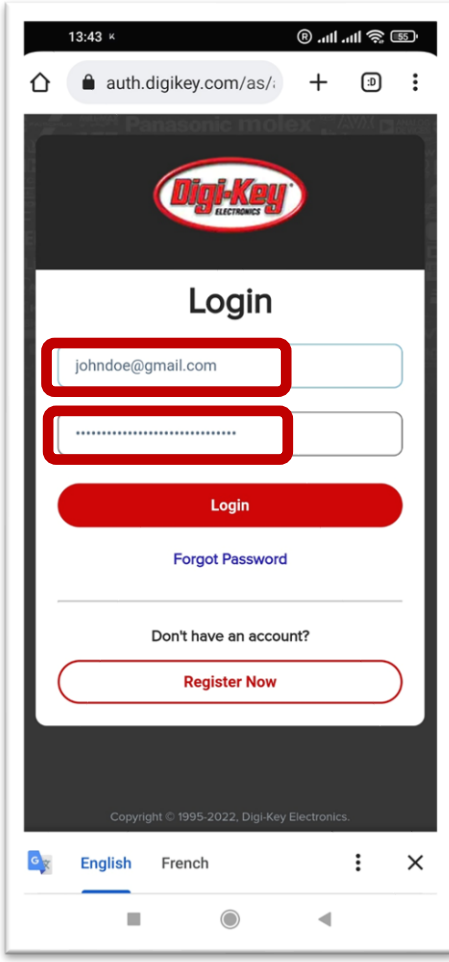 13:43
R 55
auth.digikey.com/as/
:D
Panasonic molex
Digi-Key
ELECTRONICS
Login
johndoe@gmail.com
•••••••••••••••••••••••••••••••
Login
Forgot Password
Don't have an account?
Register Now
Copyright © 1995-2022, Digi-Key Electronics.
G English French